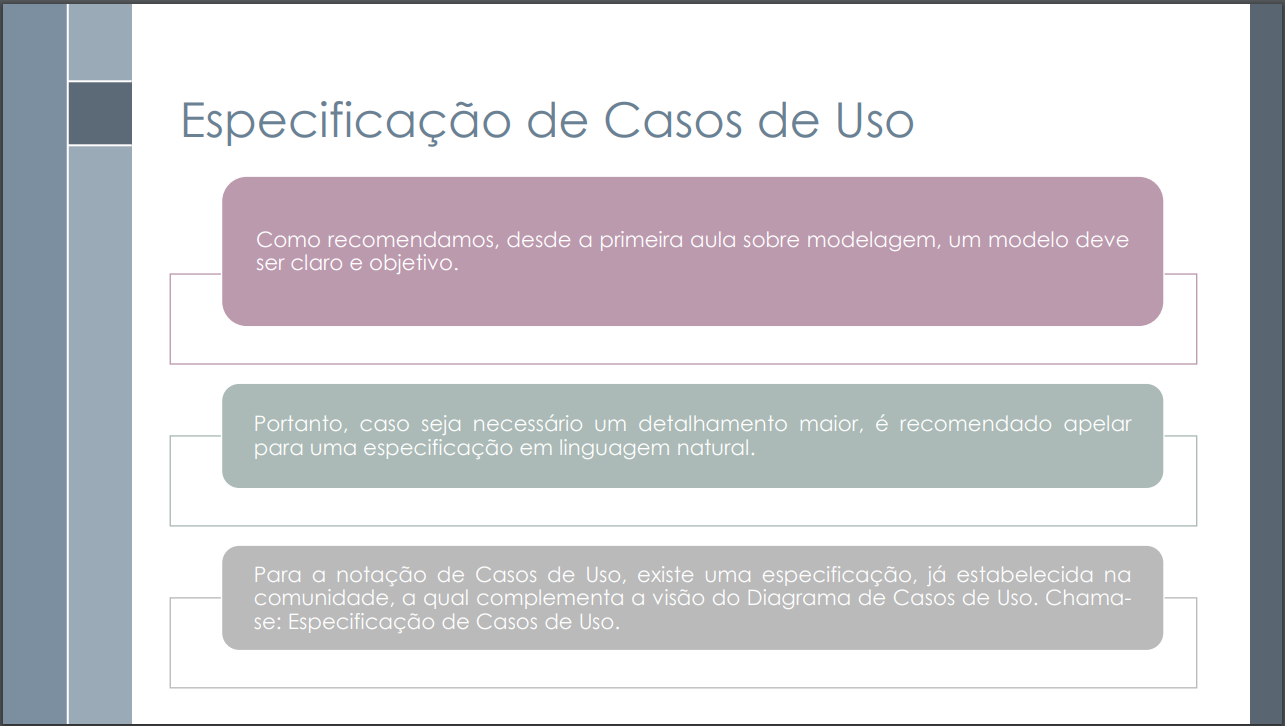 Especificação de Casos de Uso
Como recomendamos, desde a primeira aula sobre modelagem, um modelo deve
ser claro e objetivo.
Portanto, caso seja necessário um detalhamento maior, é recomendado apelar
para uma especificação em linguagem natural.
Para a notação de Casos de Uso, existe uma especificação, já estabelecida na
comunidade, a qual complementa a visão do Diagrama de Casos de Uso. Chama-
se: Especificação de Casos de Uso.